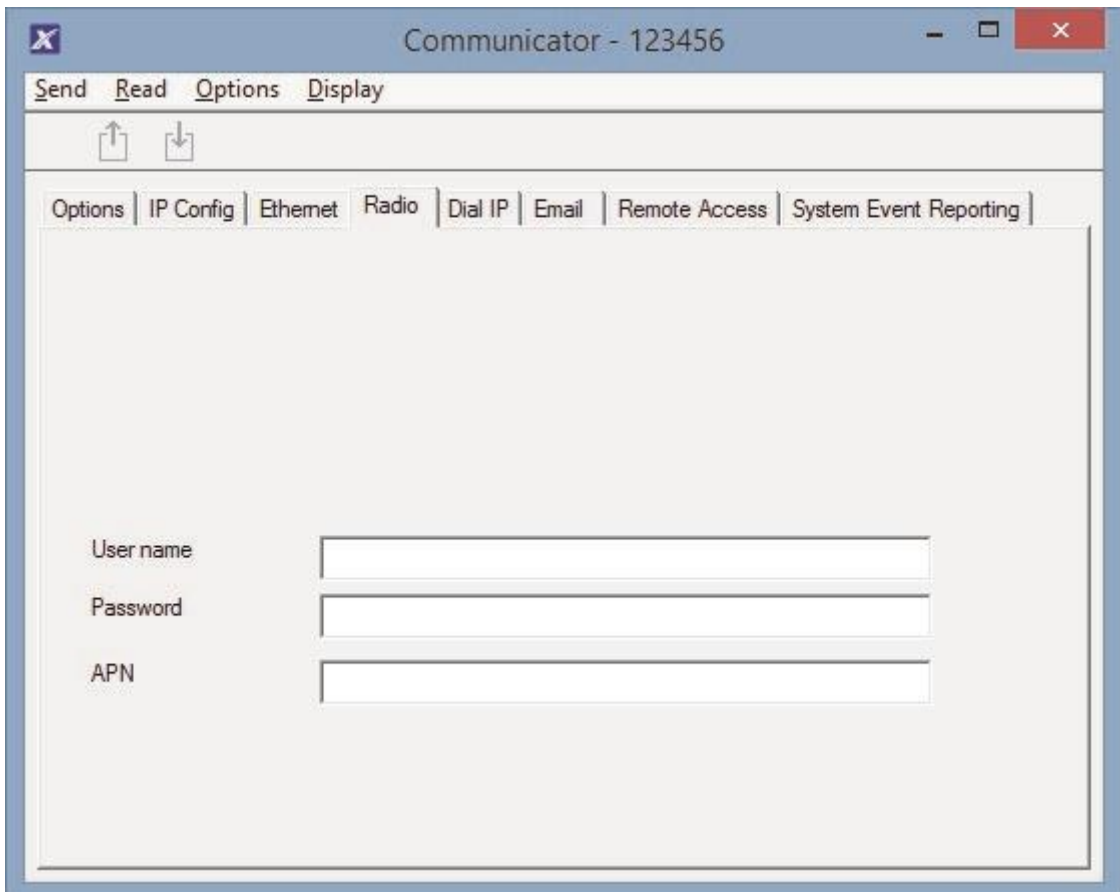 Communicator - 123456
Send Read Options Display
Options IP Config Ethernet Radio Dial IP Email Remote Access System Event Reporting
User name
Password
APN